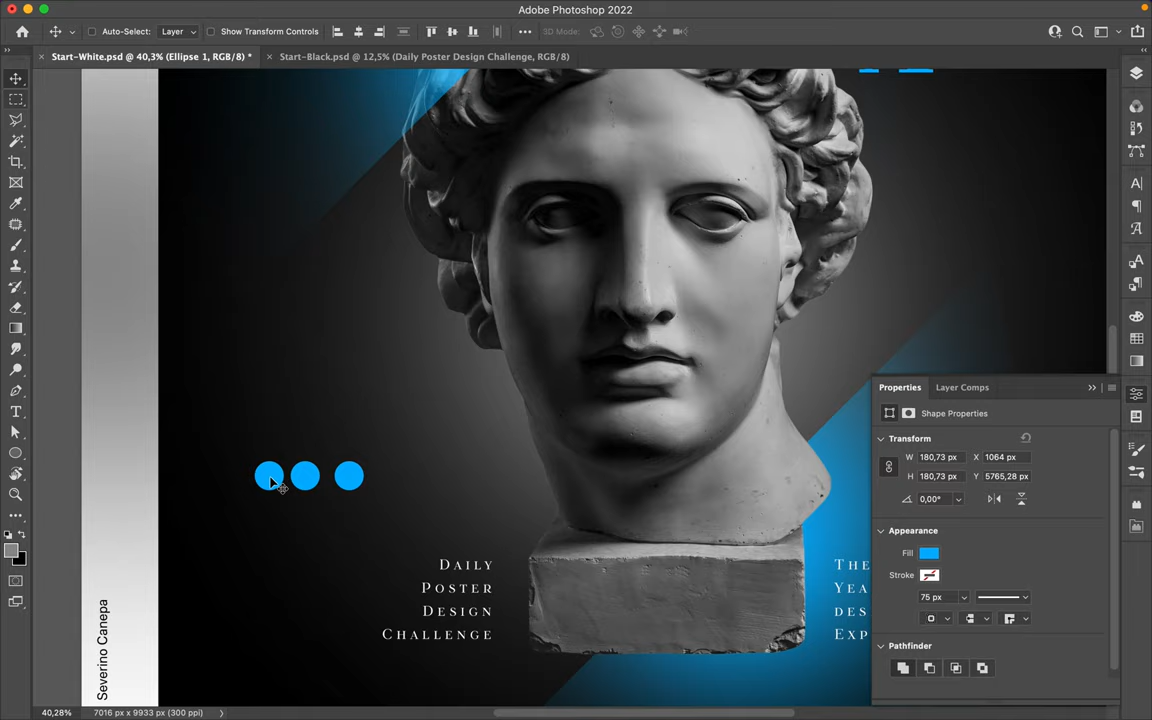 Adobe Photoshop 2022
Auto-Select:
Layer
Show Transform Controls
3D Mode:
Start-White.psd @ 40,3% (Ellipse 1, RGB/8) *
Start-Black.psd @ 12,5% (Daily Poster Design Challenge, RGB/8)
Properties
Layer Comps
Shape Properties
Transform
W 180,73 px X 1064 px
H 180,73 px Y 5765,28 px
0,00°
Appearance
Fill
Stroke
75 px
Pathfinder
Daily
Poster
Design
Challenge
The
Yea
des
Exp
Severino Canepa
40,28%
7016 px x 9933 px (300 ppi)